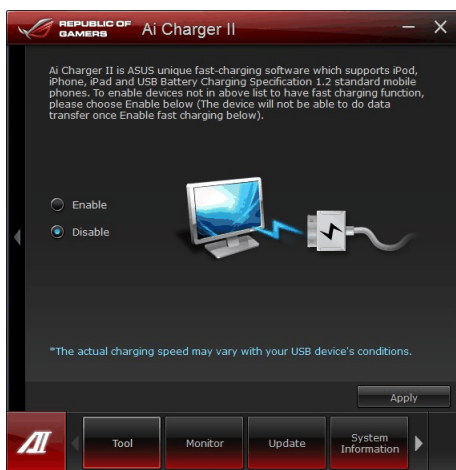 REPUBLIC OF
GAMERS
Ai Charger II
Ai Charger II is ASUS unique fast-charging software which supports iPod,
iPhone, iPad and USB Battery Charging Specification 1.2 standard mobile
phones. To enable devices not in above list to have fast charging function,
please choose Enable below (The device will not be able to do data
transfer once Enable fast charging below).
Enable
Disable
*The actual charging speed may vary with your USB device's conditions.
Apply
AI
Tool
Monitor
Update
System
Information